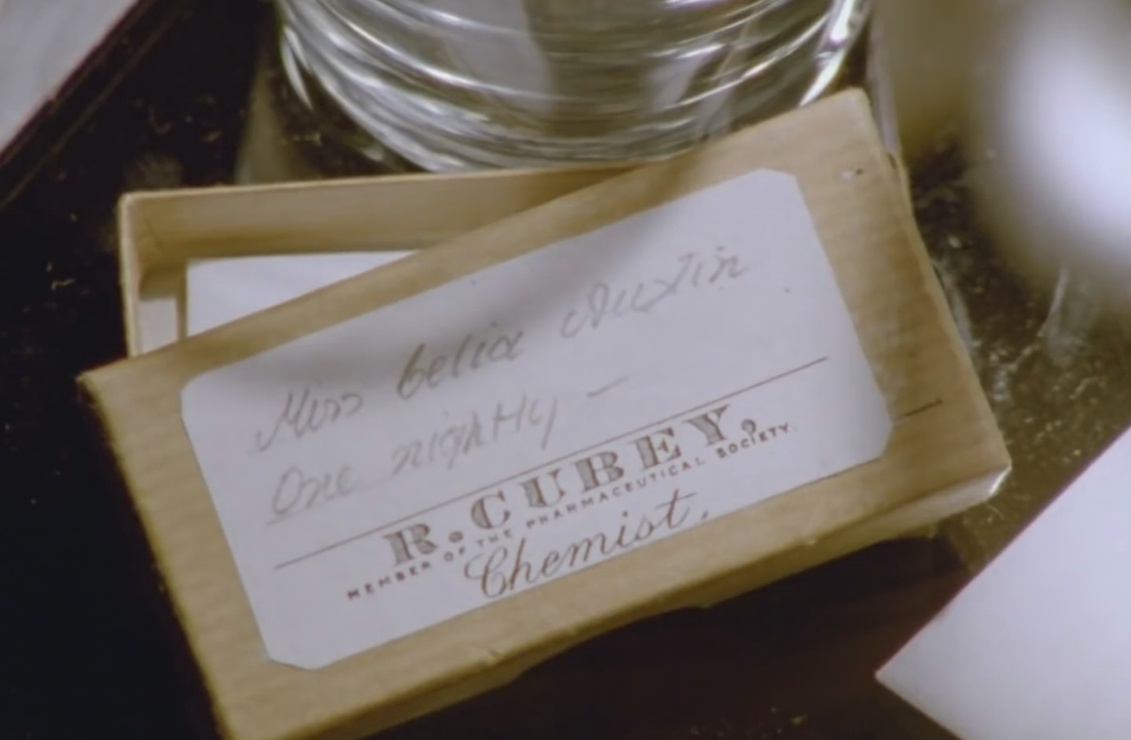 Miss Celia Austin
One nightly —
R. CUBEY,
MEMBER OF THE PHARMACEUTICAL SOCIETY.
Chemist.